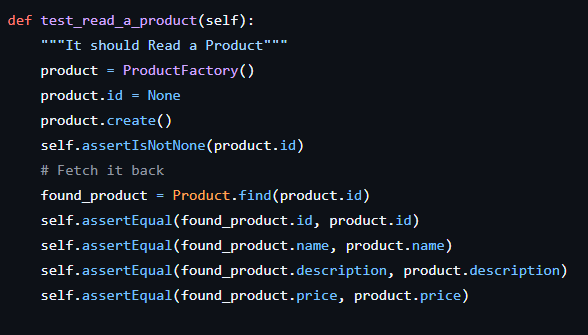 def test_read_a_product(self):
    """It should Read a Product"""
    product = ProductFactory()
    product.id = None
    product.create()
    self.assertIsNotNone(product.id)
    # Fetch it back
    found_product = Product.find(product.id)
    self.assertEqual(found_product.id, product.id)
    self.assertEqual(found_product.name, product.name)
    self.assertEqual(found_product.description, product.description)
    self.assertEqual(found_product.price, product.price)